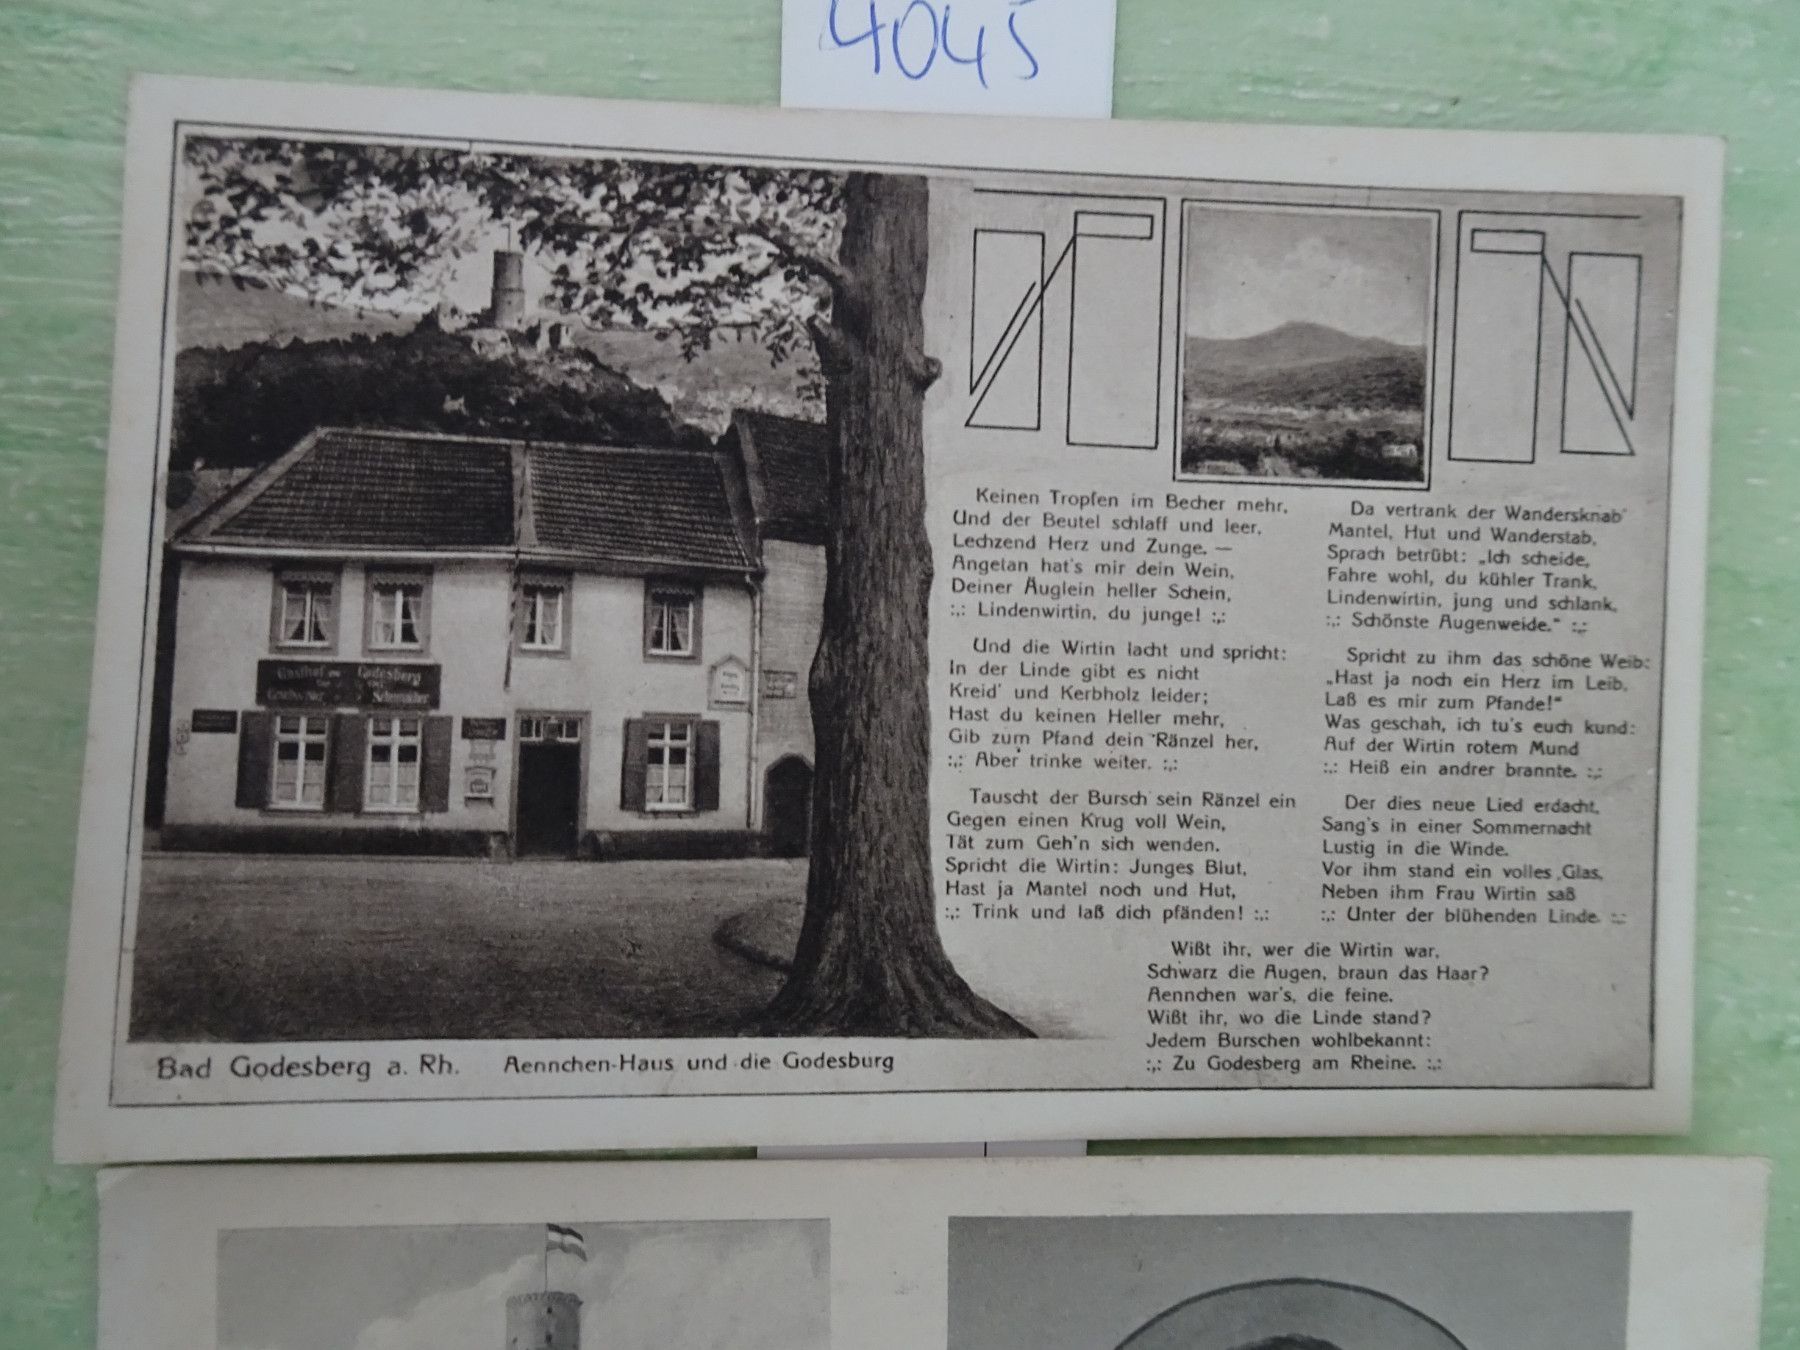 4045
Keinen Tropfen im Becher mehr,
Und der Beutel schlaff und leer,
Lechzend Herz und Zunge. —
Angetan hat's mir dein Wein,
Deiner Äuglein heller Schein,
:,: Lindenwirtin, du junge! :,:
Und die Wirtin lacht und spricht:
In der Linde gibt es nicht
Kreid' und Kerbholz leider;
Hast du keinen Heller mehr,
Gib zum Pfand dein Ränzel her,
:,: Aber trinke weiter. :,:
Tauscht der Bursch sein Ränzel ein
Gegen einen Krug voll Wein,
Tät zum Geh'n sich wenden.
Spricht die Wirtin: Junges Blut,
Hast ja Mantel noch und Hut,
:,: Trink und laß dich pfänden! :,:
Da vertrank der Wandersknab'
Mantel, Hut und Wanderstab,
Sprach betrübt: „Ich scheide,
Fahre wohl, du kühler Trank,
Lindenwirtin, jung und schlank,
:,: Schönste Augenweide." :,:
Spricht zu ihm das schöne Weib:
„Hast ja noch ein Herz im Leib,
Laß es mir zum Pfande!"
Was geschah, ich tu's euch kund:
Auf der Wirtin rotem Mund
:,: Heiß ein andrer brannte. :,:
Der dies neue Lied erdacht,
Sang's in einer Sommernacht
Lustig in die Winde.
Vor ihm stand ein volles Glas,
Neben ihm Frau Wirtin saß
:,: Unter der blühenden Linde. :,:
Wißt ihr, wer die Wirtin war,
Schwarz die Augen, braun das Haar?
Aennchen war's, die feine.
Wißt ihr, wo die Linde stand?
Jedem Burschen wohlbekannt:
:,: Zu Godesberg am Rheine. :,:
Gasthof Godesberg
Schumacher
Bad Godesberg a. Rh. Aennchen-Haus und die Godesburg